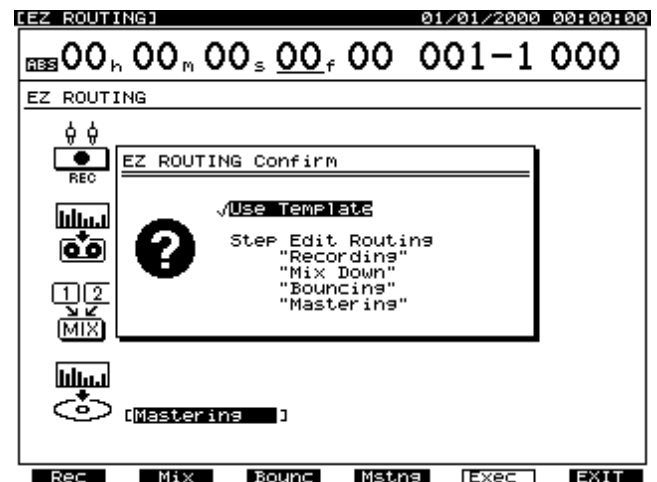 [EZ ROUTING] 01/01/2000 00:00:00
ABS 00h 00m 00s 00f 00 001-1 000
EZ ROUTING
REC
EZ ROUTING Confirm
?
√Use Template
Step Edit Routing
"Recording"
"Mix Down"
"Bouncing"
"Mastering"
1 2
MIX
[Mastering ]
Rec Mix Bounc Mstng Exec EXIT